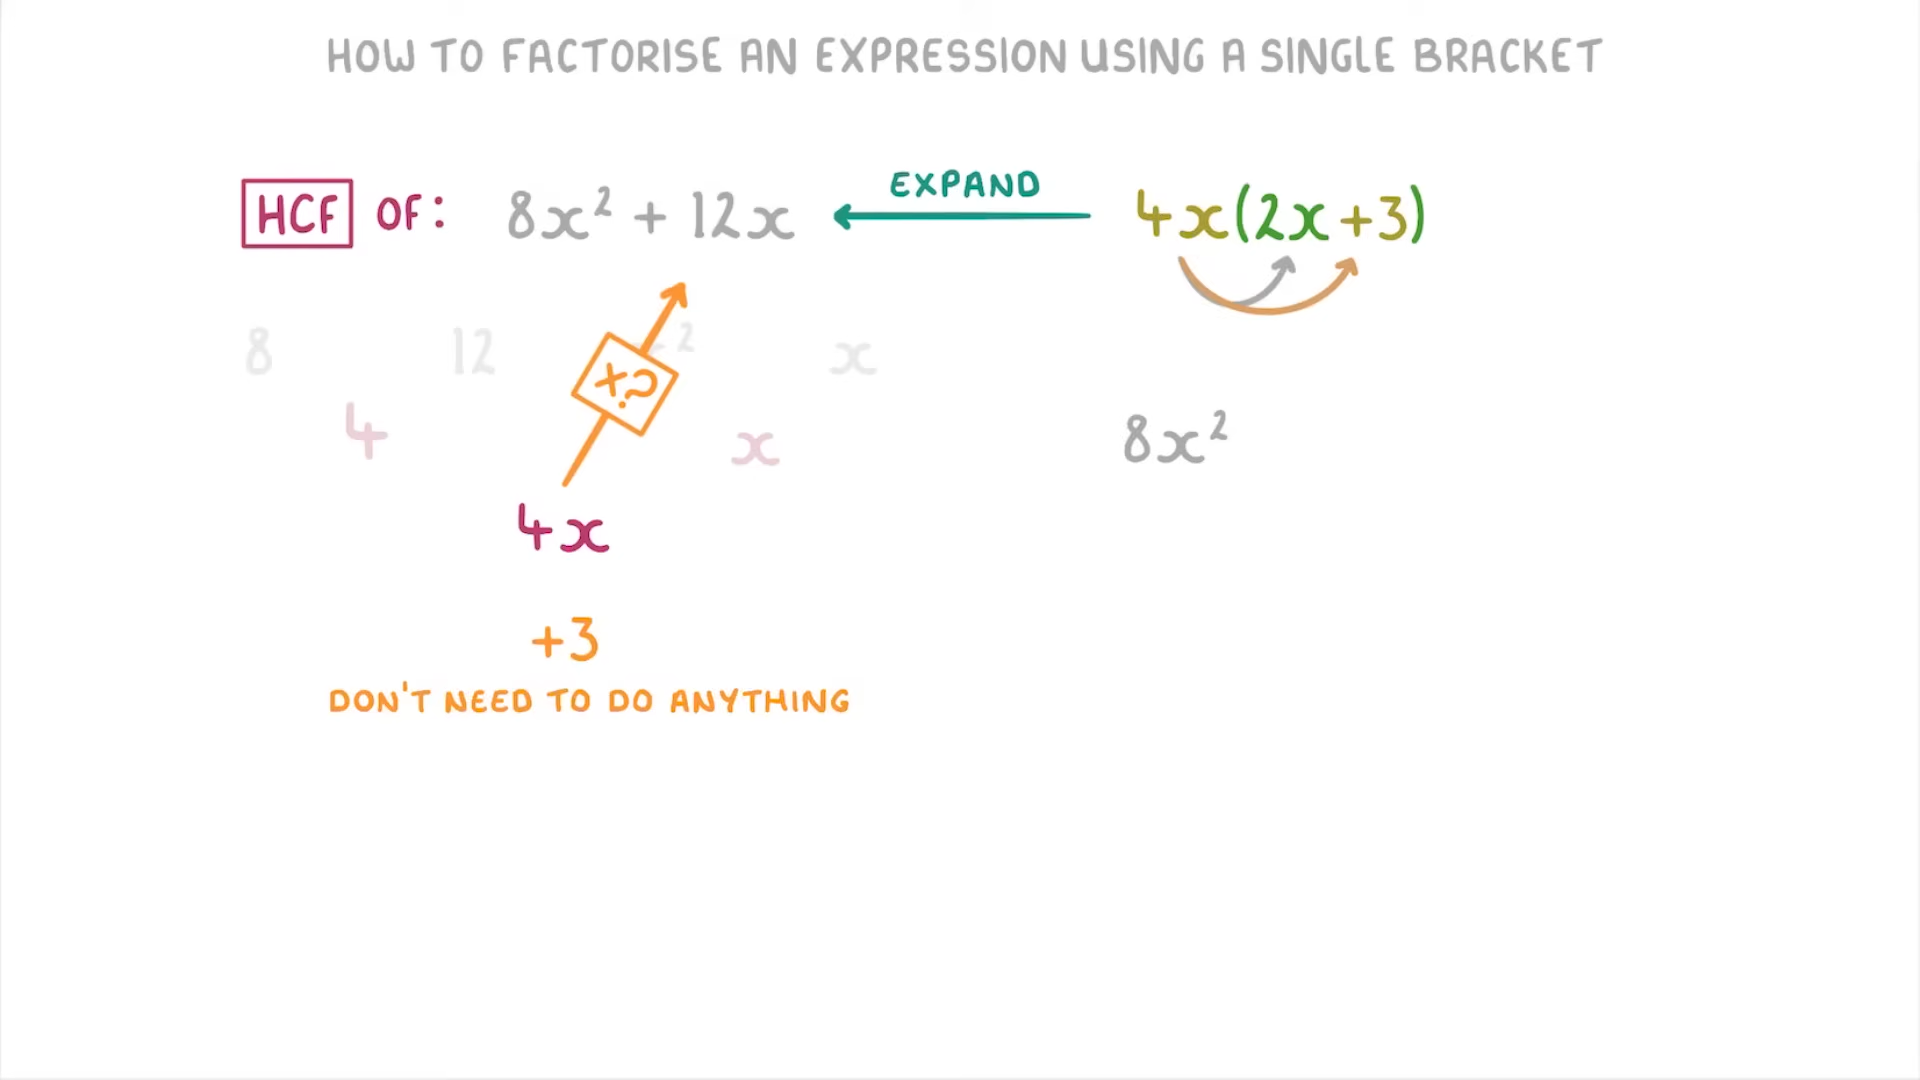 HOW TO FACTORISE AN EXPRESSION USING A SINGLE BRACKET
EXPAND
HCF OF: 8x² + 12x 4x(2x+3)
8 12 ² x
×?
4 x 8x²
4x
+3
DON'T NEED TO DO ANYTHING